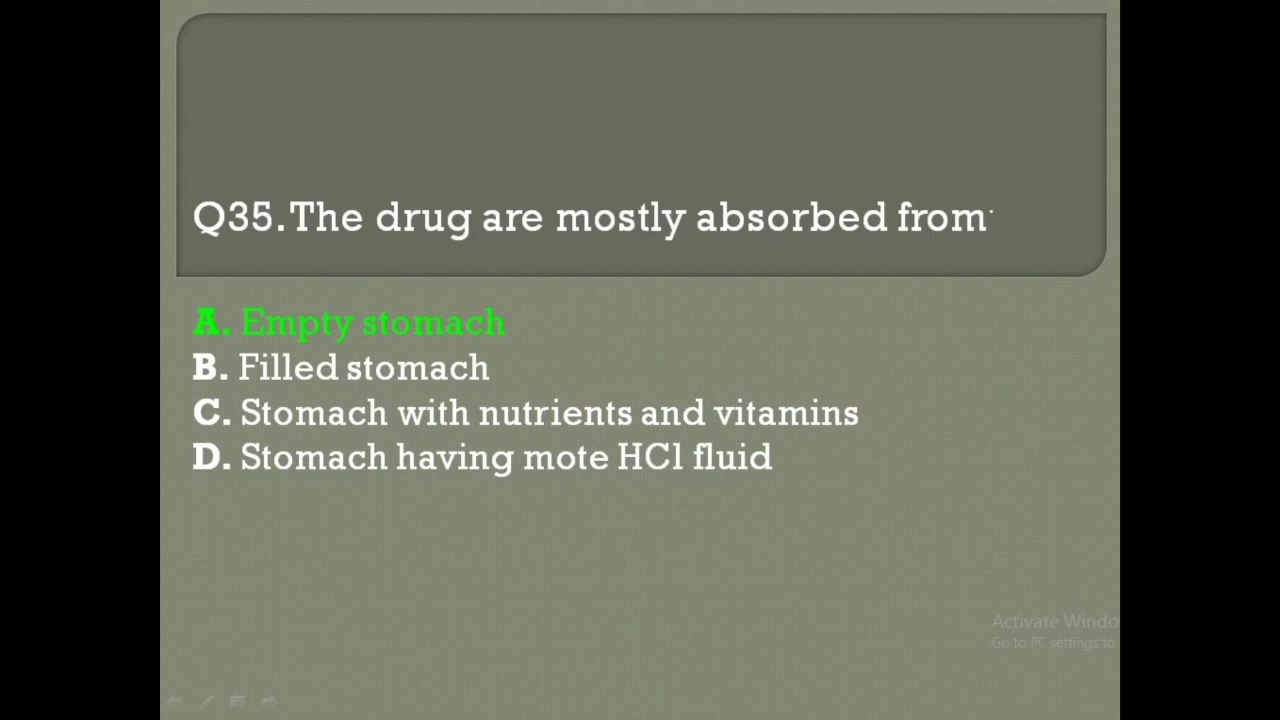 Q35. The drug are mostly absorbed from.
A. Empty stomach
B. Filled stomach
C. Stomach with nutrients and vitamins
D. Stomach having mote HCl fluid
Activate Windo
Go to PC settings to